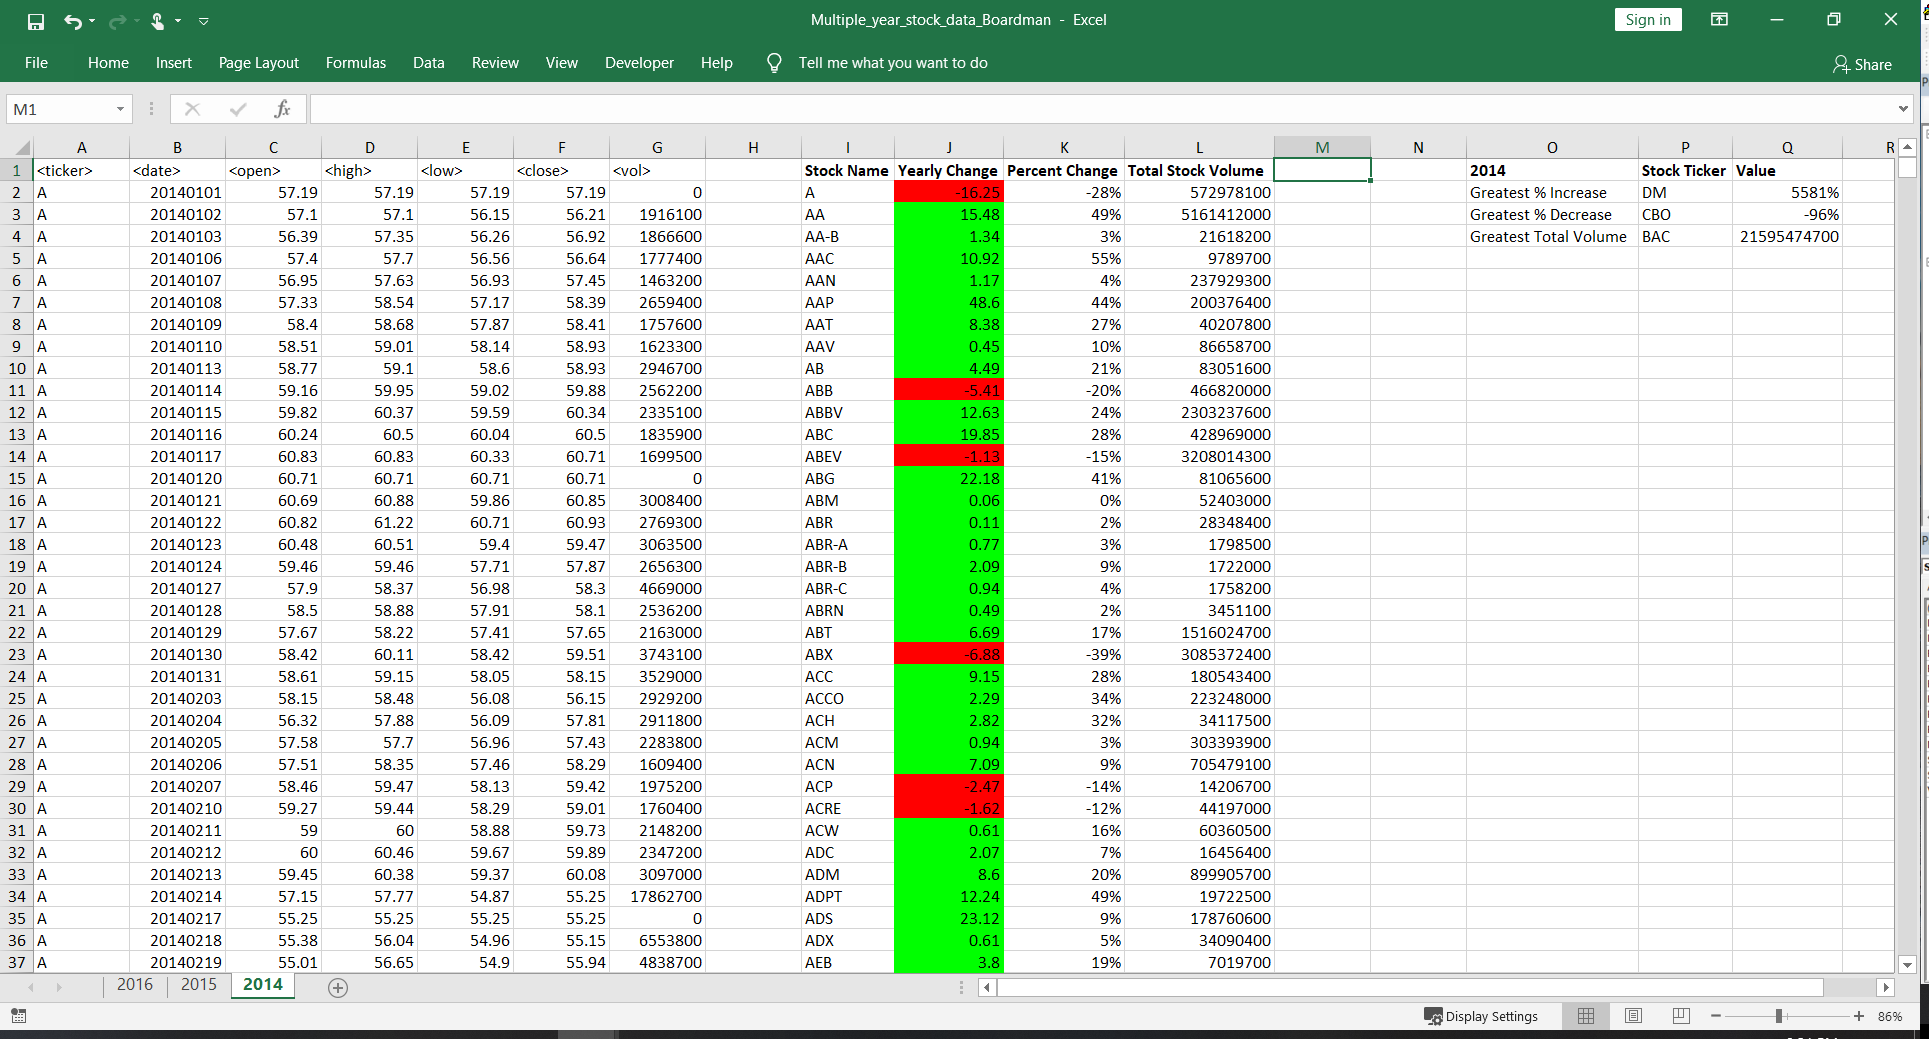 Multiple_year_stock_data_Boardman - Excel
Sign in
File Home Insert Page Layout Formulas Data Review View Developer Help Tell me what you want to do
Share
M1 fx
A B C D E F G H I J K L M N O P Q R
1 <ticker> <date> <open> <high> <low> <close> <vol> Stock Name Yearly Change Percent Change Total Stock Volume 2014 Stock Ticker Value
2 A 20140101 57.19 57.19 57.19 57.19 0 A -16.25 -28% 572978100 Greatest % Increase DM 5581%
3 A 20140102 57.1 57.1 56.15 56.21 1916100 AA 15.48 49% 5161412000 Greatest % Decrease CBO -96%
4 A 20140103 56.39 57.35 56.26 56.92 1866600 AA-B 1.34 3% 21618200 Greatest Total Volume BAC 21595474700
5 A 20140106 57.4 57.7 56.56 56.64 1777400 AAC 10.92 55% 9789700
6 A 20140107 56.95 57.63 56.93 57.45 1463200 AAN 1.17 4% 237929300
7 A 20140108 57.33 58.54 57.17 58.39 2659400 AAP 48.6 44% 200376400
8 A 20140109 58.4 58.68 57.87 58.41 1757600 AAT 8.38 27% 40207800
9 A 20140110 58.51 59.01 58.14 58.93 1623300 AAV 0.45 10% 86658700
10 A 20140113 58.77 59.1 58.6 58.93 2946700 AB 4.49 21% 83051600
11 A 20140114 59.16 59.95 59.02 59.88 2562200 ABB -5.41 -20% 466820000
12 A 20140115 59.82 60.37 59.59 60.34 2335100 ABBV 12.63 24% 2303237600
13 A 20140116 60.24 60.5 60.04 60.5 1835900 ABC 19.85 28% 428969000
14 A 20140117 60.83 60.83 60.33 60.71 1699500 ABEV -1.13 -15% 3208014300
15 A 20140120 60.71 60.71 60.71 60.71 0 ABG 22.18 41% 81065600
16 A 20140121 60.69 60.88 59.86 60.85 3008400 ABM 0.06 0% 52403000
17 A 20140122 60.82 61.22 60.71 60.93 2769300 ABR 0.11 2% 28348400
18 A 20140123 60.48 60.51 59.4 59.47 3063500 ABR-A 0.77 3% 1798500
19 A 20140124 59.46 59.46 57.71 57.87 2656300 ABR-B 2.09 9% 1722000
20 A 20140127 57.9 58.37 56.98 58.3 4669000 ABR-C 0.94 4% 1758200
21 A 20140128 58.5 58.88 57.91 58.1 2536200 ABRN 0.49 2% 3451100
22 A 20140129 57.67 58.22 57.41 57.65 2163000 ABT 6.69 17% 1516024700
23 A 20140130 58.42 60.11 58.42 59.51 3743100 ABX -6.88 -39% 3085372400
24 A 20140131 58.61 59.15 58.05 58.15 3529000 ACC 9.15 28% 180543400
25 A 20140203 58.15 58.48 56.08 56.15 2929200 ACCO 2.29 34% 223248000
26 A 20140204 56.32 57.88 56.09 57.81 2911800 ACH 2.82 32% 34117500
27 A 20140205 57.58 57.7 56.96 57.43 2283800 ACM 0.94 3% 303393900
28 A 20140206 57.51 58.35 57.46 58.29 1609400 ACN 7.09 9% 705479100
29 A 20140207 58.46 59.47 58.13 59.42 1975200 ACP -2.47 -14% 14206700
30 A 20140210 59.27 59.44 58.29 59.01 1760400 ACRE -1.62 -12% 44197000
31 A 20140211 59 60 58.88 59.73 2148200 ACW 0.61 16% 60360500
32 A 20140212 60 60.46 59.67 59.89 2347200 ADC 2.07 7% 16456400
33 A 20140213 59.45 60.38 59.37 60.08 3097000 ADM 8.6 20% 899905700
34 A 20140214 57.15 57.77 54.87 55.25 17862700 ADPT 12.24 49% 19722500
35 A 20140217 55.25 55.25 55.25 55.25 0 ADS 23.12 9% 178760600
36 A 20140218 55.38 56.04 54.96 55.15 6553800 ADX 0.61 5% 34090400
37 A 20140219 55.01 56.65 54.9 55.94 4838700 AEB 3.8 19% 7019700
2016 2015 2014
Display Settings 86%